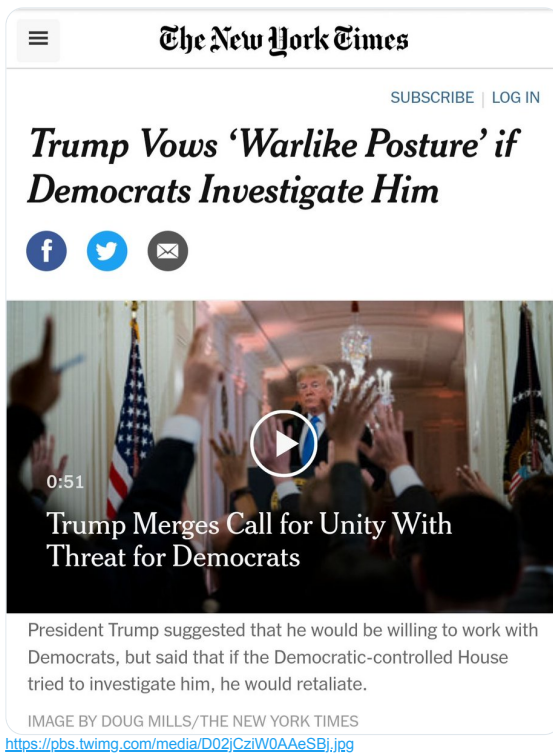 The New York Times
SUBSCRIBE | LOG IN
Trump Vows ‘Warlike Posture’ if
Democrats Investigate Him
f
0:51
Trump Merges Call for Unity With
Threat for Democrats
President Trump suggested that he would be willing to work with
Democrats, but said that if the Democratic-controlled House
tried to investigate him, he would retaliate.
IMAGE BY DOUG MILLS/THE NEW YORK TIMES
https://pbs.twimg.com/media/D02jCziW0AAeSBj.jpg